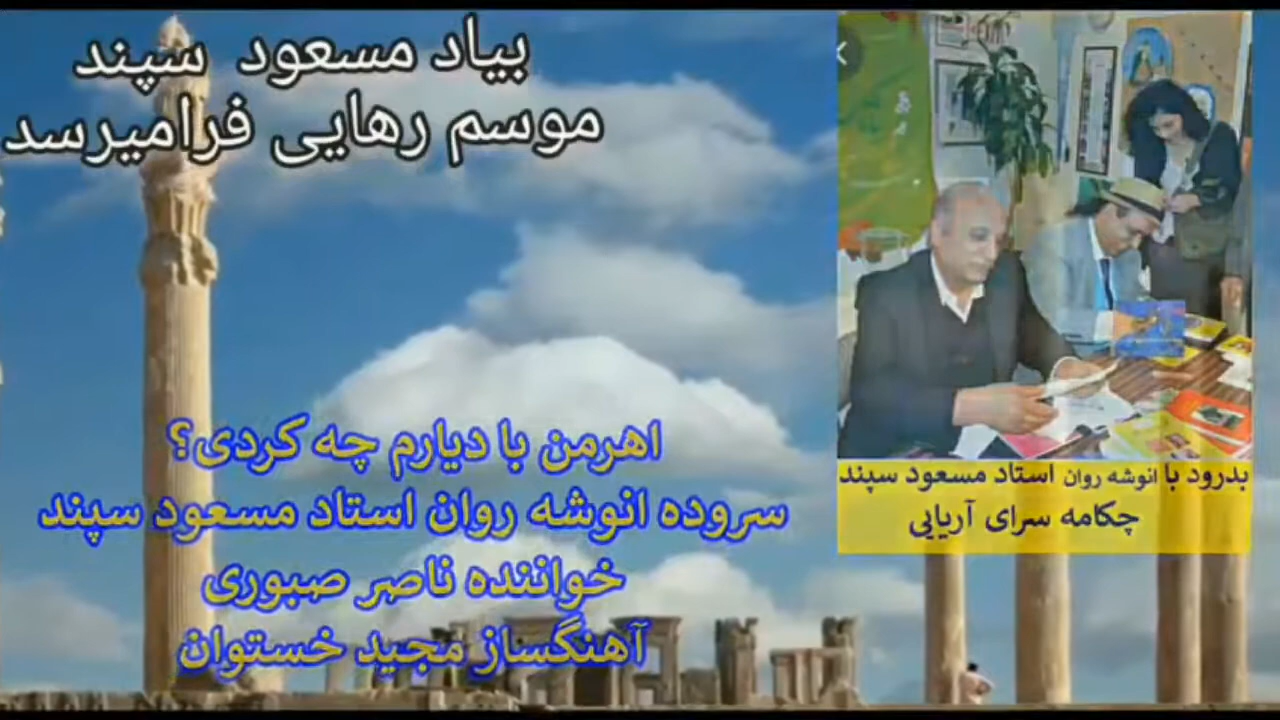 بیاد مسعود سپند
موسم رهایی فرامیرسد
بدرود با انوشه روان استاد مسعود سپند
چکامه سرای آریایی
اهرمن با دیارم چه کردی؟
سروده انوشه روان استاد مسعود سپند
خواننده ناصر صبوری
آهنگساز مجید خستوان